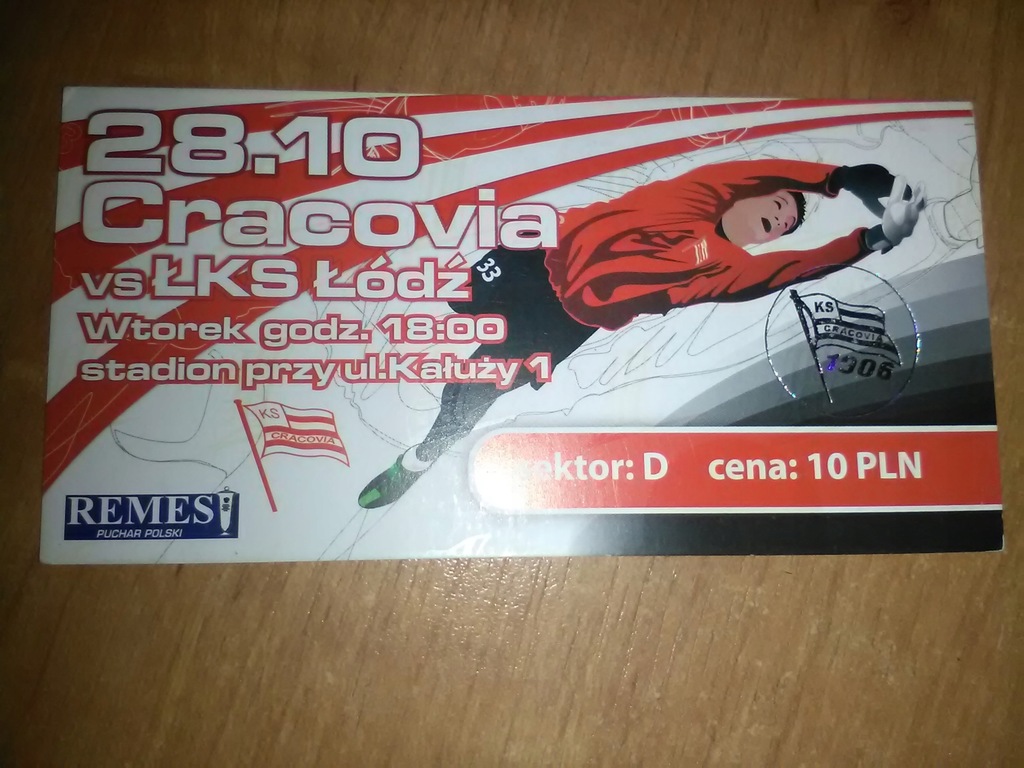 28.10
Cracovia
vs ŁKS Łódź
Wtorek godz. 18:00
stadion przy ul.Kałuży 1
33
KS
CRACOVIA
1906
KS
CRACOVIA
sektor: D cena: 10 PLN
REMES
PUCHAR POLSKI